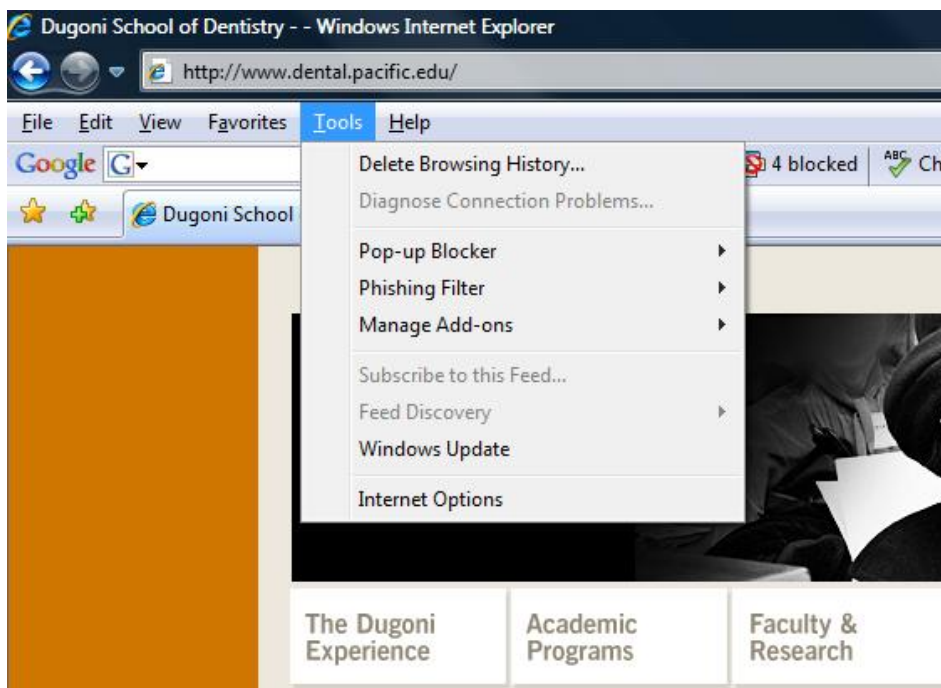 Dugoni School of Dentistry - - Windows Internet Explorer
http://www.dental.pacific.edu/
File Edit View Favorites Tools Help
Google G 4 blocked ABC Ch
Dugoni School
Delete Browsing History...
Diagnose Connection Problems...
Pop-up Blocker
Phishing Filter
Manage Add-ons
Subscribe to this Feed...
Feed Discovery
Windows Update
Internet Options
The Dugoni
Experience
Academic
Programs
Faculty &
Research